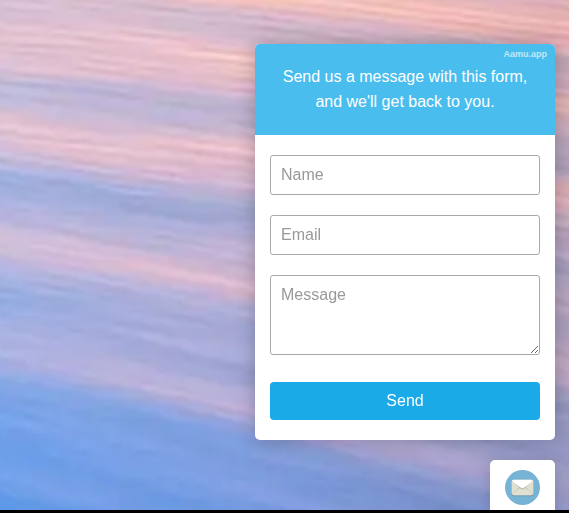 Aamu.app
Send us a message with this form,
and we'll get back to you.
Name
Email
Message
Send